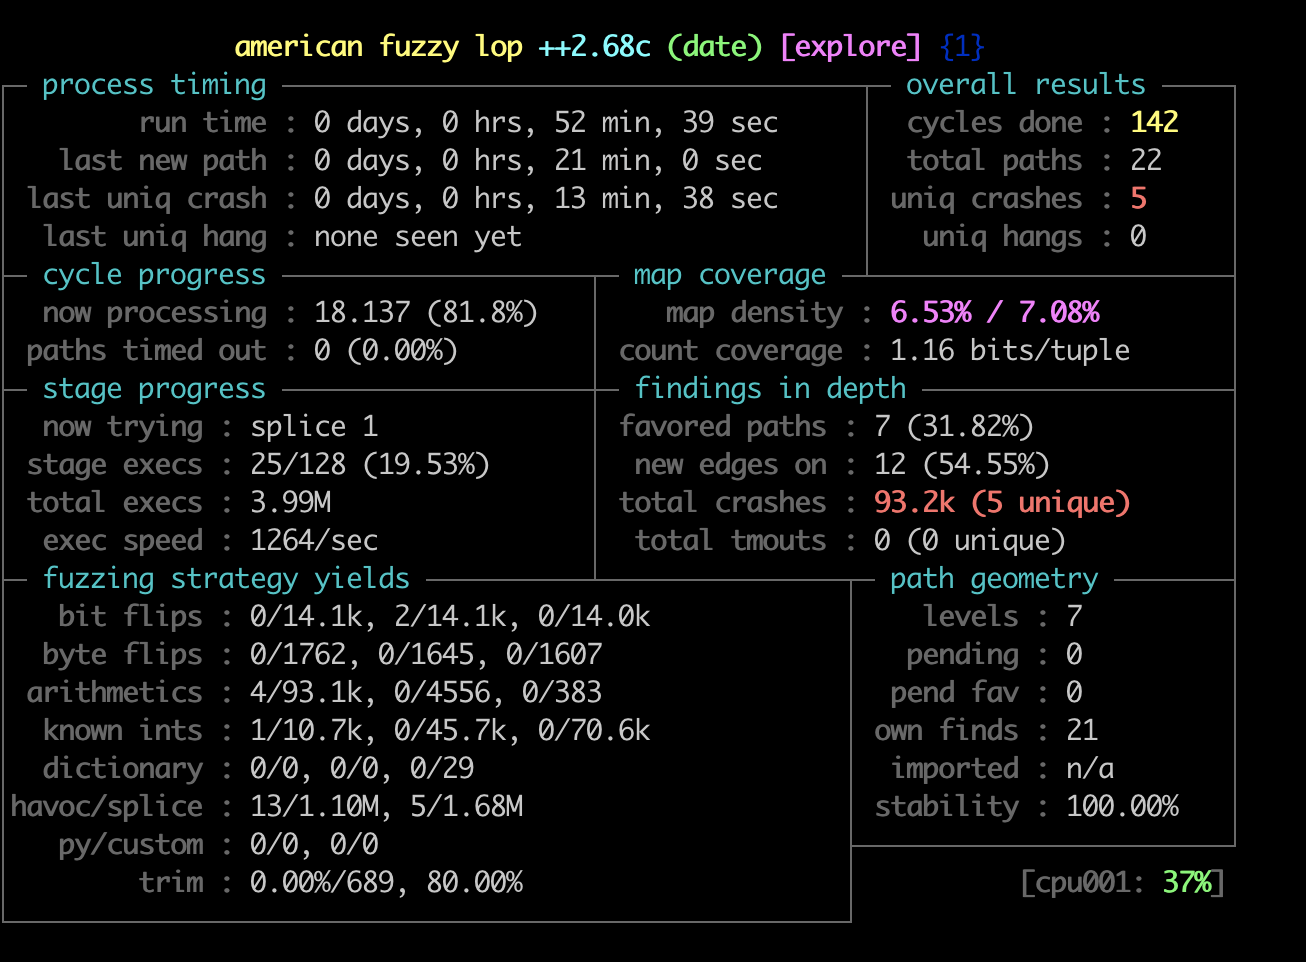 american fuzzy lop ++2.68c (date) [explore] {1}
process timing overall results
run time : 0 days, 0 hrs, 52 min, 39 sec cycles done : 142
last new path : 0 days, 0 hrs, 21 min, 0 sec total paths : 22
last uniq crash : 0 days, 0 hrs, 13 min, 38 sec uniq crashes : 5
last uniq hang : none seen yet uniq hangs : 0
cycle progress map coverage
now processing : 18.137 (81.8%) map density : 6.53% / 7.08%
paths timed out : 0 (0.00%) count coverage : 1.16 bits/tuple
stage progress findings in depth
now trying : splice 1 favored paths : 7 (31.82%)
stage execs : 25/128 (19.53%) new edges on : 12 (54.55%)
total execs : 3.99M total crashes : 93.2k (5 unique)
exec speed : 1264/sec total tmouts : 0 (0 unique)
fuzzing strategy yields path geometry
bit flips : 0/14.1k, 2/14.1k, 0/14.0k levels : 7
byte flips : 0/1762, 0/1645, 0/1607 pending : 0
arithmetics : 4/93.1k, 0/4556, 0/383 pend fav : 0
known ints : 1/10.7k, 0/45.7k, 0/70.6k own finds : 21
dictionary : 0/0, 0/0, 0/29 imported : n/a
havoc/splice : 13/1.10M, 5/1.68M stability : 100.00%
py/custom : 0/0, 0/0
trim : 0.00%/689, 80.00% [cpu001: 37%]